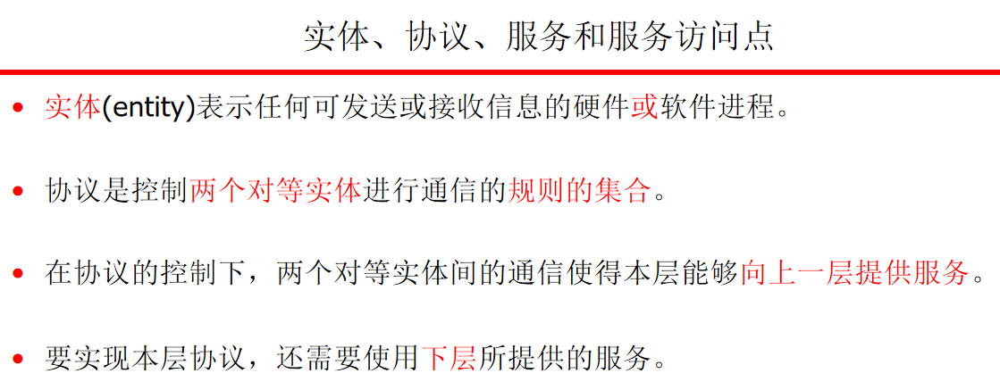 实体、协议、服务和服务访问点
• 实体(entity)表示任何可发送或接收信息的硬件或软件进程。
• 协议是控制两个对等实体进行通信的规则的集合。
• 在协议的控制下，两个对等实体间的通信使得本层能够向上一层提供服务。
• 要实现本层协议，还需要使用下层所提供的服务。